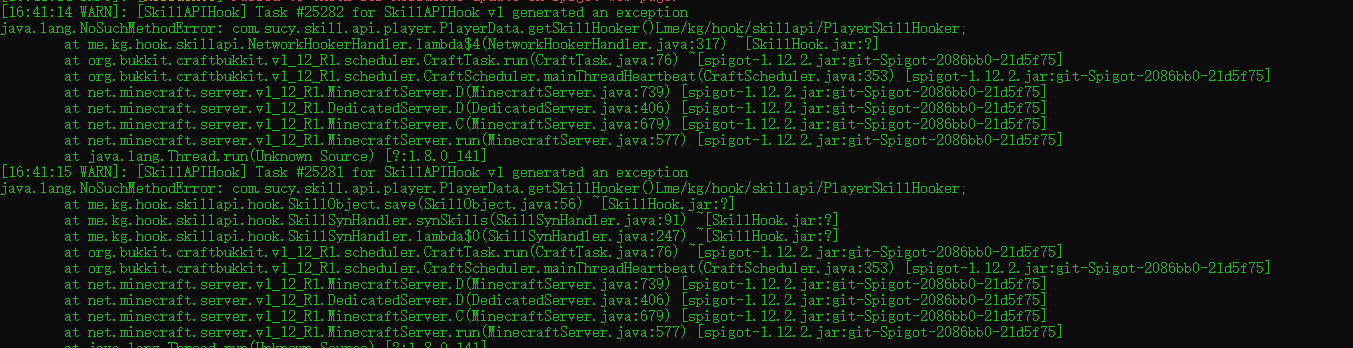 [16:41:14 WARN]: [SkillAPIHook] Task #25282 for SkillAPIHook v1 generated an exception
java.lang.NoSuchMethodError: com.sucy.skill.api.player.PlayerData.getSkillHooker()Lme/kg/hook/skillapi/PlayerSkillHooker;
at me.kg.hook.skillapi.NetworkHookerHandler.lambda$4(NetworkHookerHandler.java:317) ~[SkillHook.jar:?]
at org.bukkit.craftbukkit.v1_12_R1.scheduler.CraftTask.run(CraftTask.java:76) ~[spigot-1.12.2.jar:git-Spigot-2086bb0-21d5f75]
at org.bukkit.craftbukkit.v1_12_R1.scheduler.CraftScheduler.mainThreadHeartbeat(CraftScheduler.java:353) [spigot-1.12.2.jar:git-Spigot-2086bb0-21d5f75]
at net.minecraft.server.v1_12_R1.MinecraftServer.D(MinecraftServer.java:739) [spigot-1.12.2.jar:git-Spigot-2086bb0-21d5f75]
at net.minecraft.server.v1_12_R1.DedicatedServer.D(DedicatedServer.java:406) [spigot-1.12.2.jar:git-Spigot-2086bb0-21d5f75]
at net.minecraft.server.v1_12_R1.MinecraftServer.C(MinecraftServer.java:679) [spigot-1.12.2.jar:git-Spigot-2086bb0-21d5f75]
at net.minecraft.server.v1_12_R1.MinecraftServer.run(MinecraftServer.java:577) [spigot-1.12.2.jar:git-Spigot-2086bb0-21d5f75]
at java.lang.Thread.run(Unknown Source) [?:1.8.0_141]
[16:41:15 WARN]: [SkillAPIHook] Task #25281 for SkillAPIHook v1 generated an exception
java.lang.NoSuchMethodError: com.sucy.skill.api.player.PlayerData.getSkillHooker()Lme/kg/hook/skillapi/PlayerSkillHooker;
at me.kg.hook.skillapi.hook.SkillObject.save(SkillObject.java:56) ~[SkillHook.jar:?]
at me.kg.hook.skillapi.hook.SkillSynHandler.synSkills(SkillSynHandler.java:91) ~[SkillHook.jar:?]
at me.kg.hook.skillapi.hook.SkillSynHandler.lambda$0(SkillSynHandler.java:247) ~[SkillHook.jar:?]
at org.bukkit.craftbukkit.v1_12_R1.scheduler.CraftTask.run(CraftTask.java:76) ~[spigot-1.12.2.jar:git-Spigot-2086bb0-21d5f75]
at org.bukkit.craftbukkit.v1_12_R1.scheduler.CraftScheduler.mainThreadHeartbeat(CraftScheduler.java:353) [spigot-1.12.2.jar:git-Spigot-2086bb0-21d5f75]
at net.minecraft.server.v1_12_R1.MinecraftServer.D(MinecraftServer.java:739) [spigot-1.12.2.jar:git-Spigot-2086bb0-21d5f75]
at net.minecraft.server.v1_12_R1.DedicatedServer.D(DedicatedServer.java:406) [spigot-1.12.2.jar:git-Spigot-2086bb0-21d5f75]
at net.minecraft.server.v1_12_R1.MinecraftServer.C(MinecraftServer.java:679) [spigot-1.12.2.jar:git-Spigot-2086bb0-21d5f75]
at net.minecraft.server.v1_12_R1.MinecraftServer.run(MinecraftServer.java:577) [spigot-1.12.2.jar:git-Spigot-2086bb0-21d5f75]